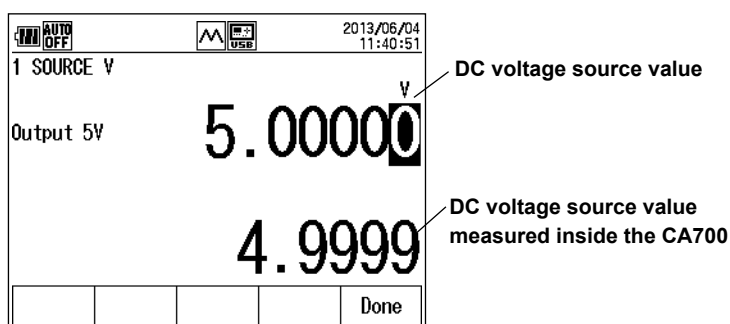 AUTO OFF
USB
2013/06/04
11:40:51
1 SOURCE V
DC voltage source value
V
Output 5V
5.00000
DC voltage source value
measured inside the CA700
4.9999
Done